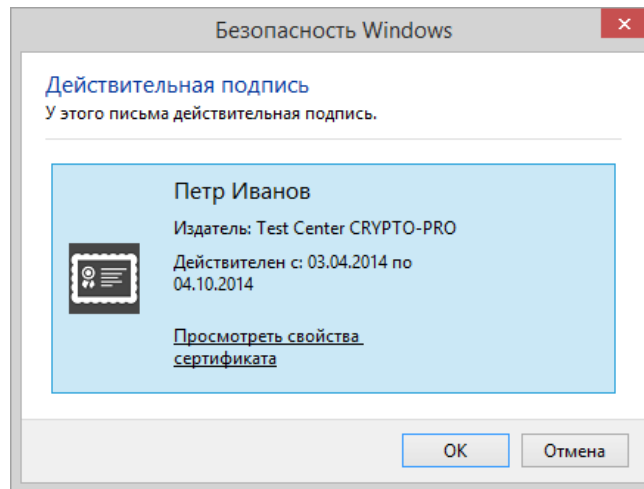 Безопасность Windows
Действительная подпись
У этого письма действительная подпись.
Петр Иванов
Издатель: Test Center CRYPTO-PRO
Действителен с: 03.04.2014 по
04.10.2014
Просмотреть свойства
сертификата
ОК
Отмена